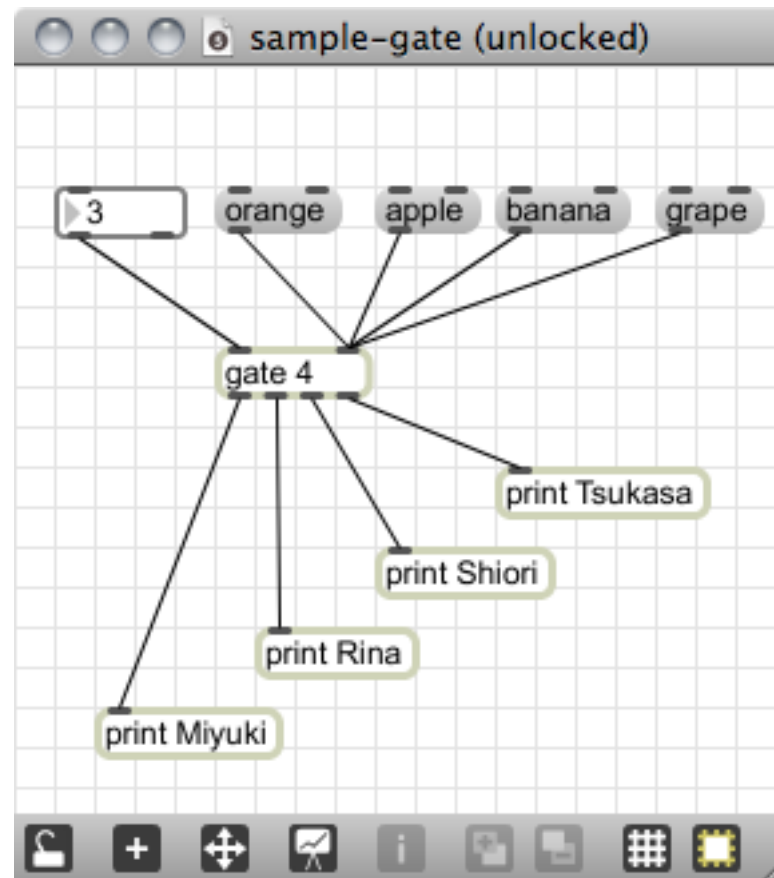 sample-gate (unlocked)
3
orange
apple
banana
grape
gate 4
print Tsukasa
print Shiori
print Rina
print Miyuki